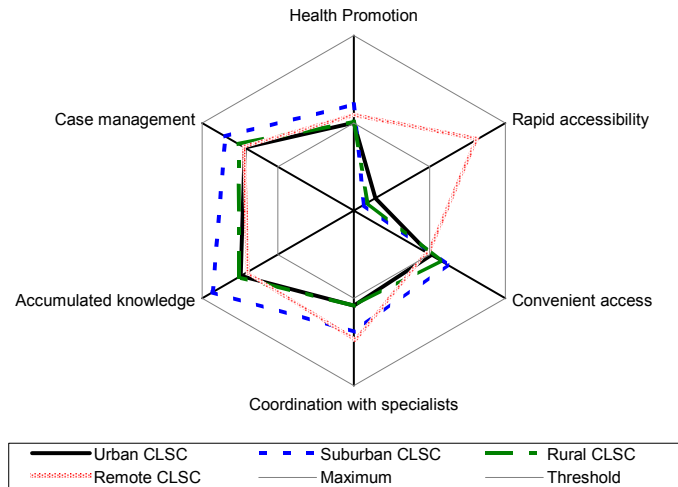 Health Promotion
Case management
Rapid accessibility
Accumulated knowledge
Convenient access
Coordination with specialists
Urban CLSC
Suburban CLSC
Rural CLSC
Remote CLSC
Maximum
Threshold